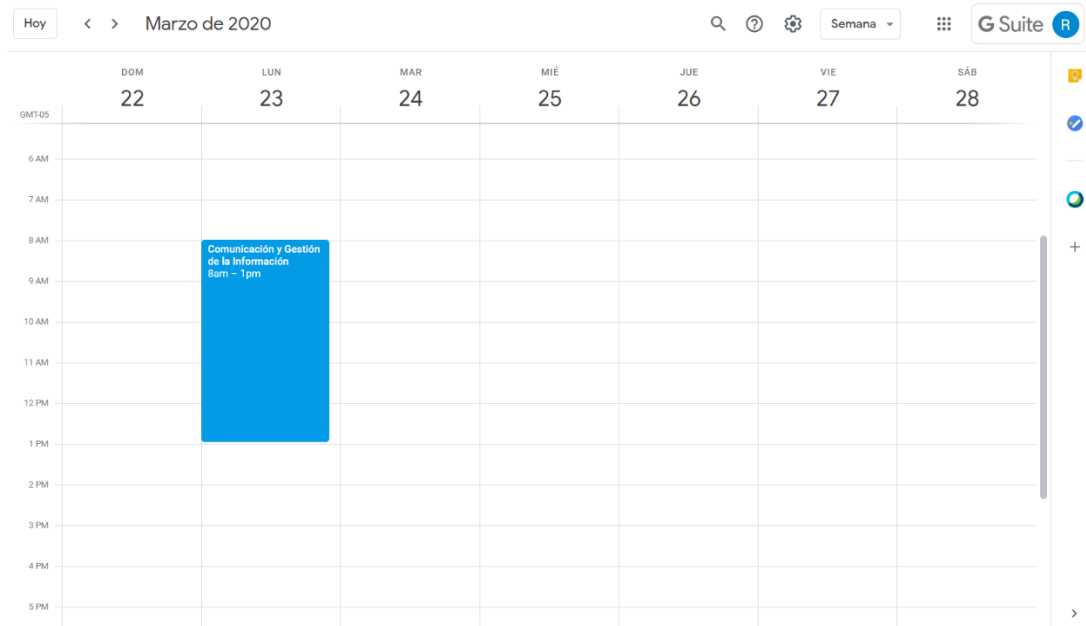 Hoy
Marzo de 2020
Semana
G Suite
R
DOM
LUN
MAR
MIÉ
JUE
VIE
SÁB
22
23
24
25
26
27
28
GMT-05
6 AM
7 AM
8 AM
Comunicación y Gestión
de la Información
8am – 1pm
9 AM
10 AM
11 AM
12 PM
1 PM
2 PM
3 PM
4 PM
5 PM